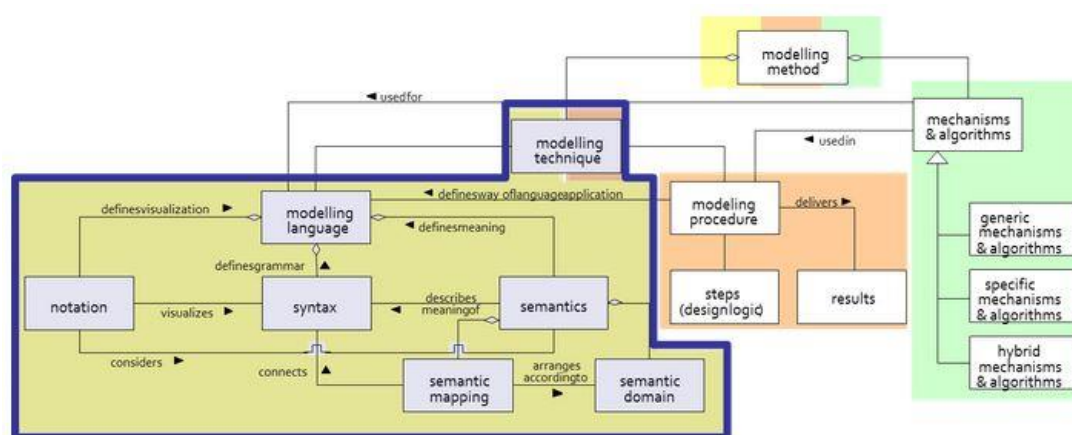 modelling
method
◄ usedfor
mechanisms
& algorithms
modelling
technique
◄ usedin
◄ definesway oflanguageapplication
definesvisualization ►
modelling
language
◄ definesmeaning
modeling
procedure
delivers ►
generic
mechanisms
& algorithms
definesgrammar ▲
notation
visualizes ►
syntax
describes
◄ meaningof
semantics
steps
(designlogic)
results
specific
mechanisms
& algorithms
considers ►
connects ▲
semantic
mapping
arranges
accordingto ►
semantic
domain
hybrid
mechanisms
& algorithms